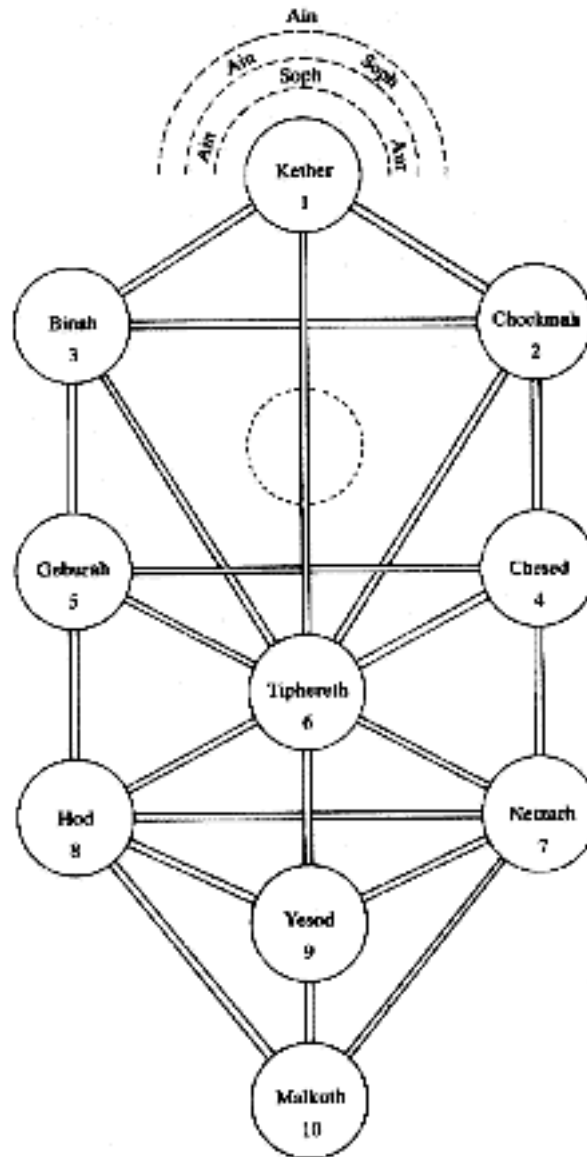 Ain
Ain Soph
Ain Soph Aur
Kether
1
Binah
3
Chockmah
2
Geburah
5
Chesed
4
Tiphereth
6
Hod
8
Netzach
7
Yesod
9
Malkuth
10